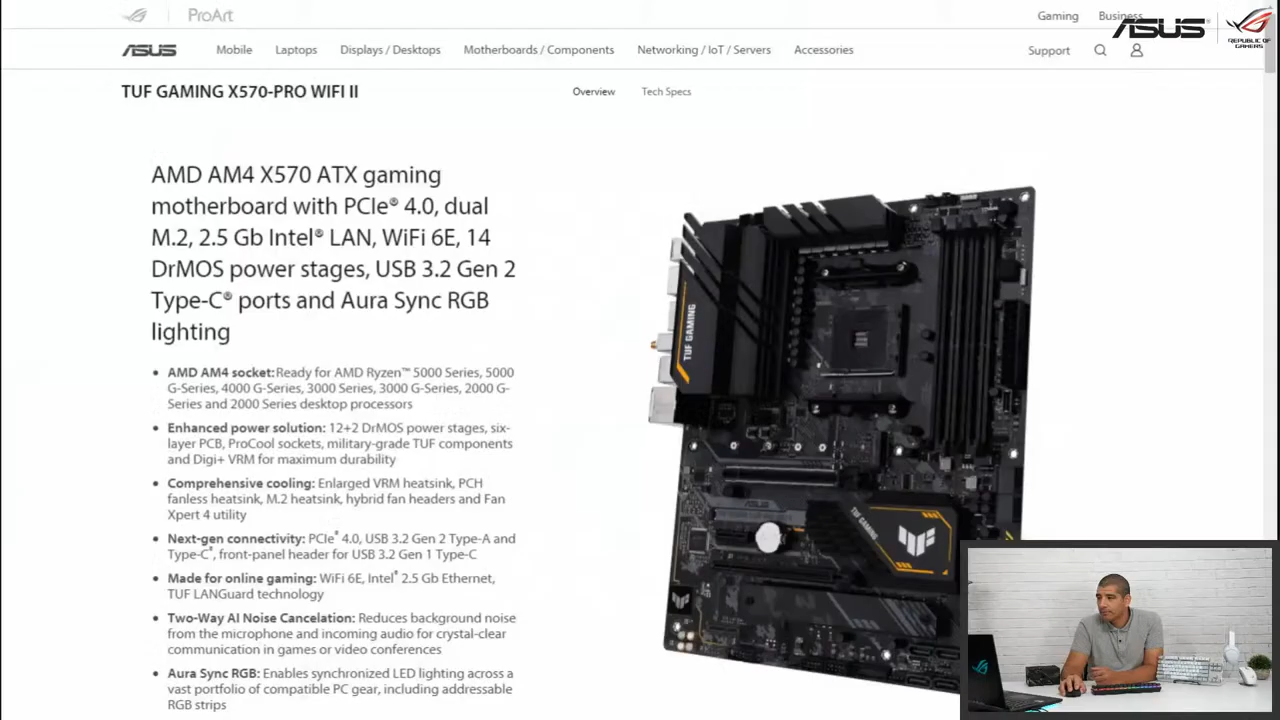 ProArt
Gaming
Business
ASUS
REPUBLIC OF
GAMERS
ASUS
Mobile
Laptops
Displays / Desktops
Motherboards / Components
Networking / IoT / Servers
Accessories
Support
TUF GAMING X570-PRO WIFI II
Overview
Tech Specs
AMD AM4 X570 ATX gaming
motherboard with PCIe® 4.0, dual
M.2, 2.5 Gb Intel® LAN, WiFi 6E, 14
DrMOS power stages, USB 3.2 Gen 2
Type-C® ports and Aura Sync RGB
lighting
• AMD AM4 socket: Ready for AMD Ryzen™ 5000 Series, 5000
G-Series, 4000 G-Series, 3000 Series, 3000 G-Series, 2000 G-
Series and 2000 Series desktop processors
• Enhanced power solution: 12+2 DrMOS power stages, six-
layer PCB, ProCool sockets, military-grade TUF components
and Digi+ VRM for maximum durability
• Comprehensive cooling: Enlarged VRM heatsink, PCH
fanless heatsink, M.2 heatsink, hybrid fan headers and Fan
Xpert 4 utility
• Next-gen connectivity: PCIe® 4.0, USB 3.2 Gen 2 Type-A and
Type-C®, front-panel header for USB 3.2 Gen 1 Type-C
• Made for online gaming: WiFi 6E, Intel® 2.5 Gb Ethernet,
TUF LANGuard technology
• Two-Way AI Noise Cancelation: Reduces background noise
from the microphone and incoming audio for crystal-clear
communication in games or video conferences
• Aura Sync RGB: Enables synchronized LED lighting across a
vast portfolio of compatible PC gear, including addressable
RGB strips
TUF GAMING
ASUS
TUF GAMING